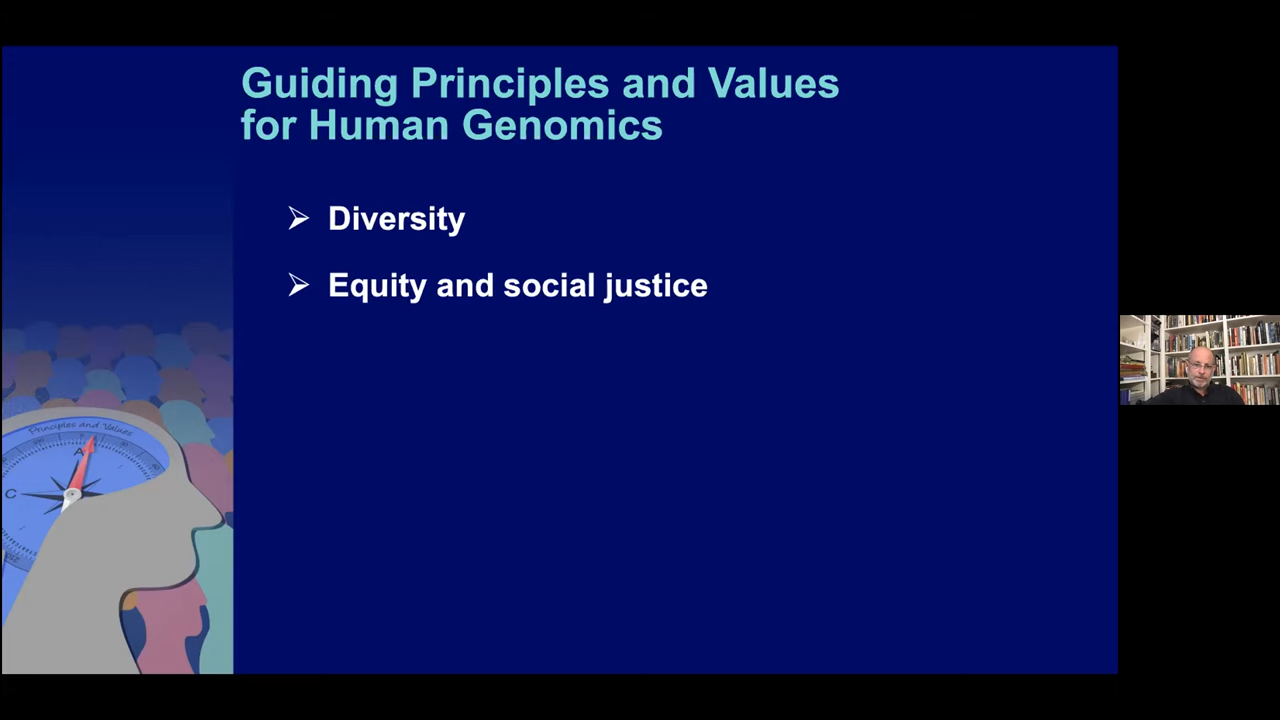 Guiding Principles and Values
for Human Genomics
➢ Diversity
➢ Equity and social justice
Principles and Values
A
C